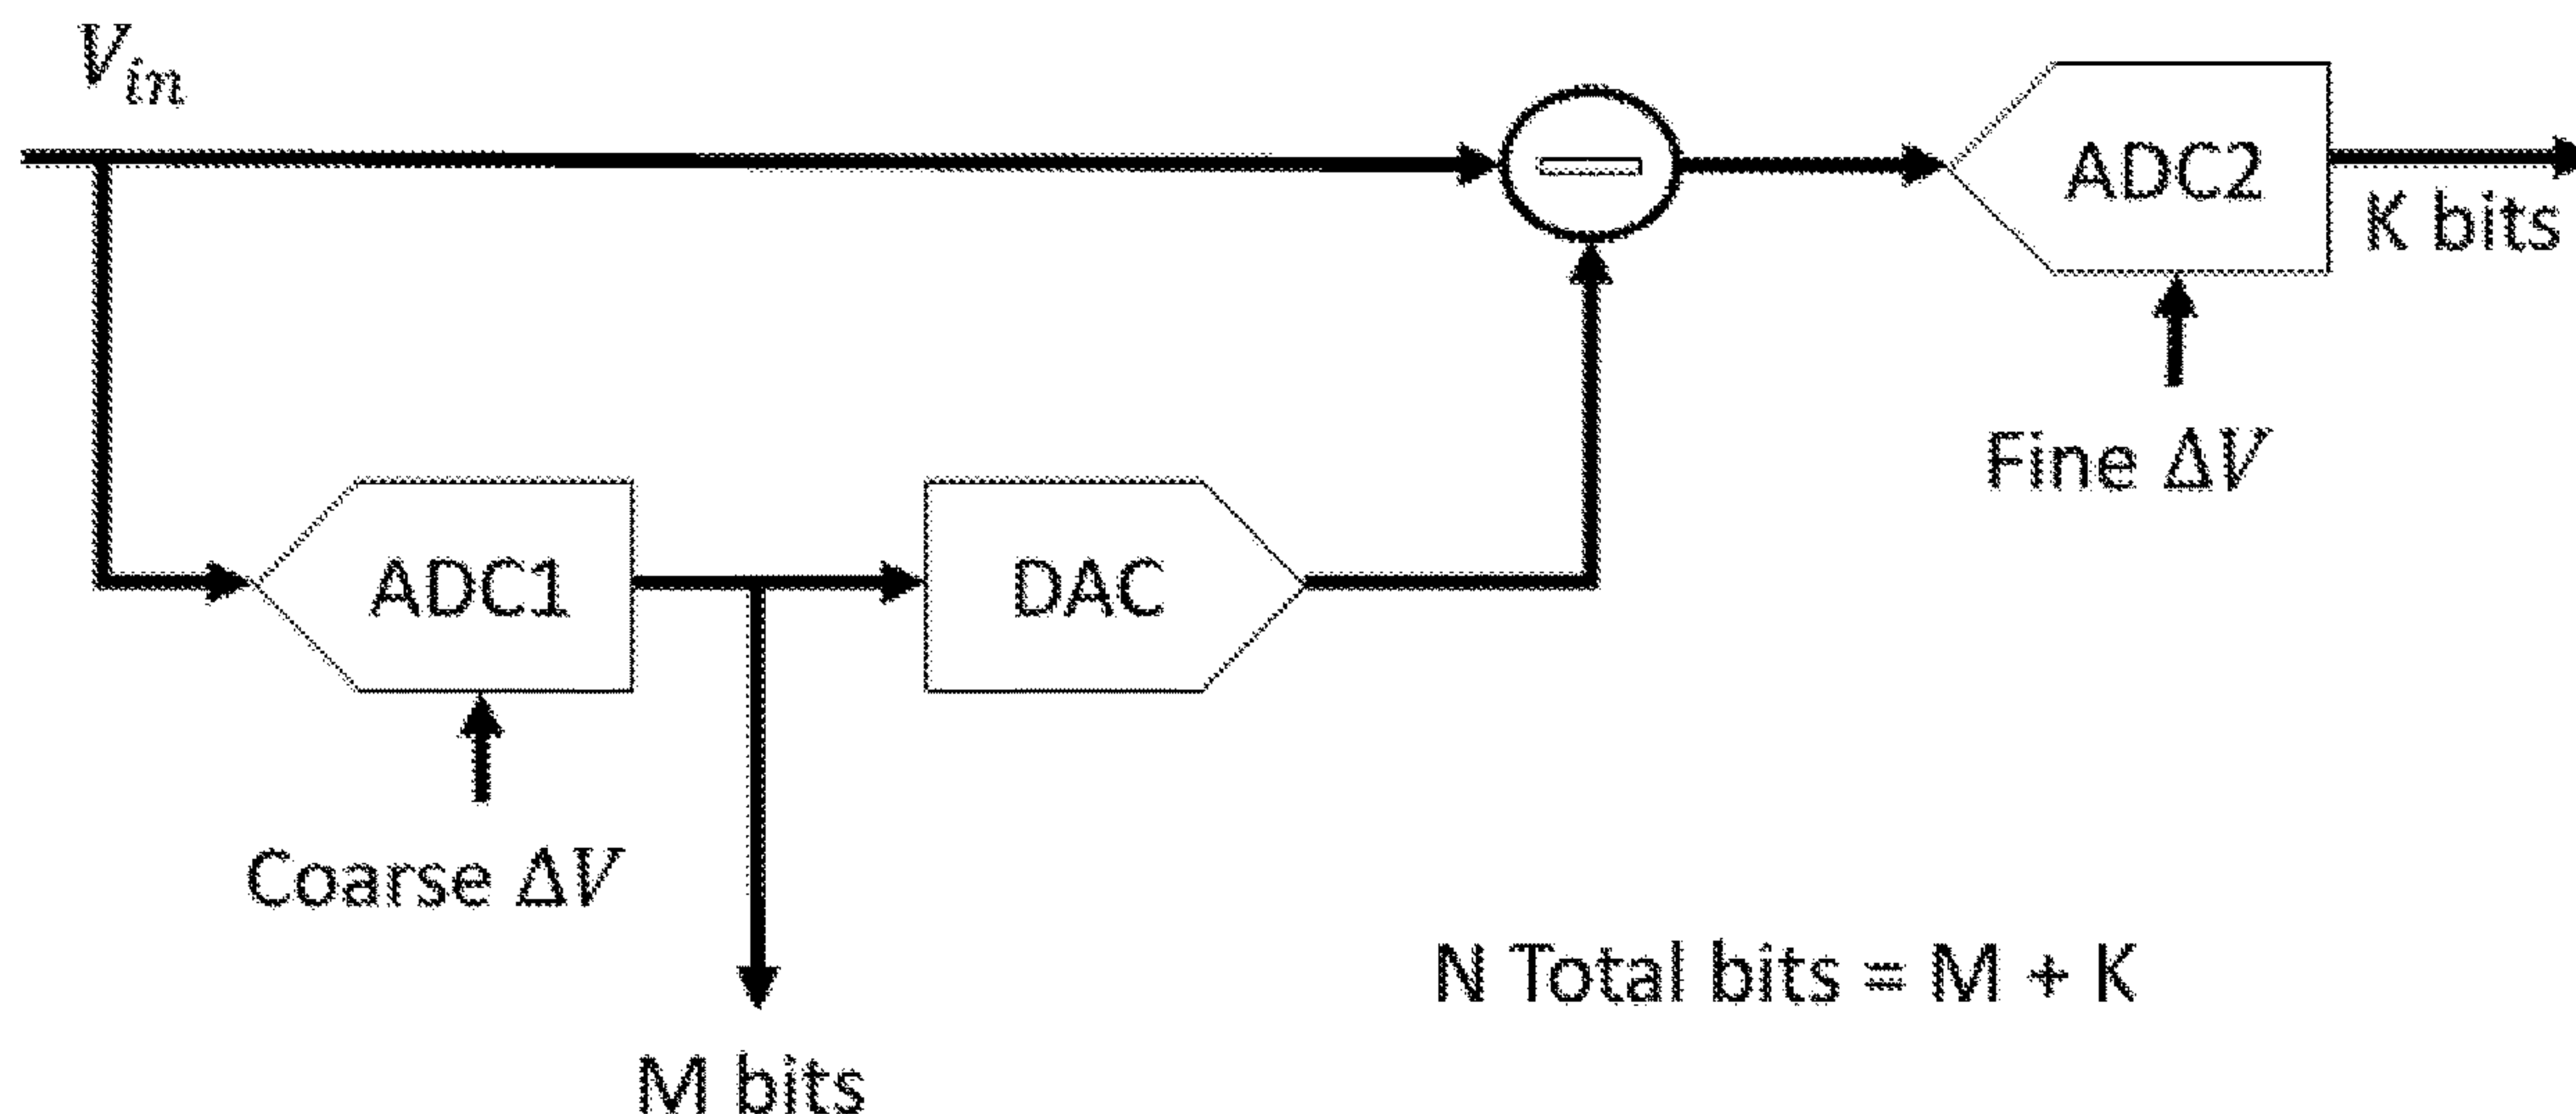 V_in
ADC2
K bits
Fine ΔV
ADC1
DAC
Coarse ΔV
N Total bits = M + K
M bits